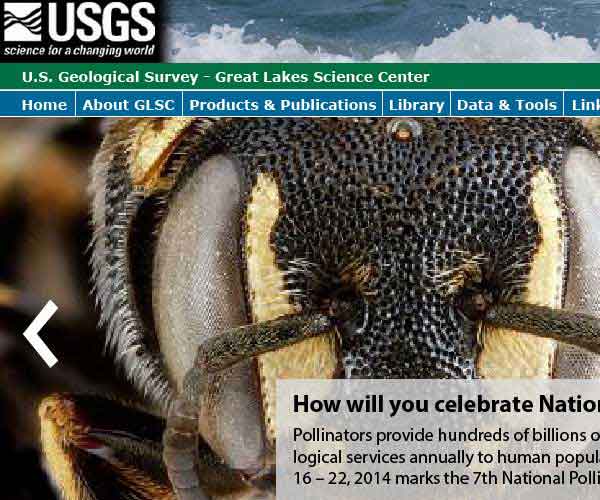 USGS
science for a changing world
U.S. Geological Survey - Great Lakes Science Center
Home About GLSC Products & Publications Library Data & Tools Link
How will you celebrate Natio
Pollinators provide hundreds of billions o
logical services annually to human popul
16 – 22, 2014 marks the 7th National Polli